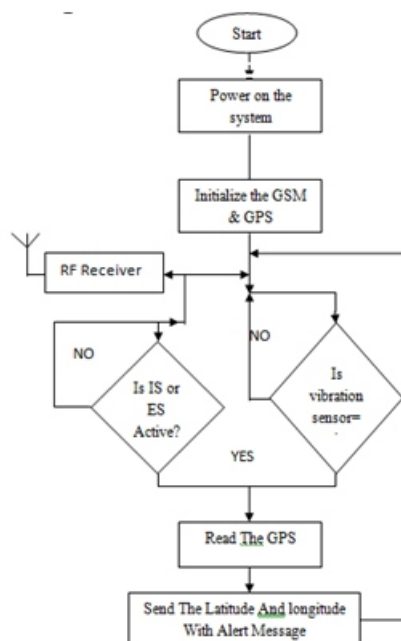 Start
Power on the
system
Initialize the GSM
& GPS
RF Receiver
NO
NO
Is IS or
ES
Active?
Is
vibration
sensor=
YES
Read The GPS
Send The Latitude And longitude
With Alert Message